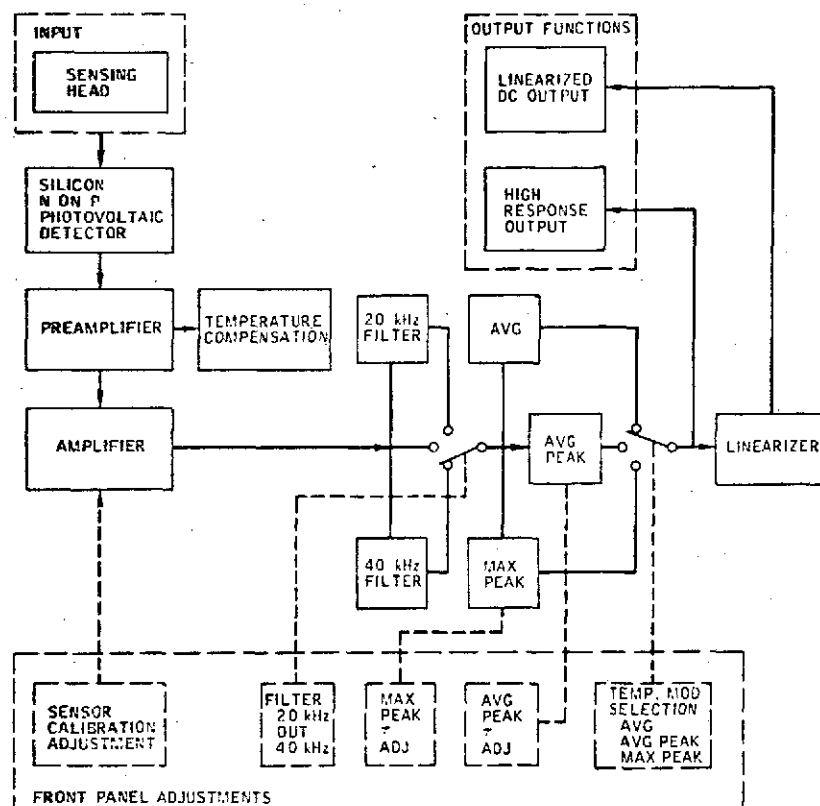 INPUT
SENSING
HEAD
OUTPUT FUNCTIONS
LINEARIZED
DC OUTPUT
SILICON
N ON P
PHOTOVOLTAIC
DETECTOR
HIGH
RESPONSE
OUTPUT
PREAMPLIFIER
TEMPERATURE
COMPENSATION
20 kHz
FILTER
AVG
AMPLIFIER
AVG
PEAK
LINEARIZER
40 kHz
FILTER
MAX
PEAK
SENSOR
CALIBRATION
ADJUSTMENT
FILTER
20 kHz
OUT
40 kHz
MAX
PEAK
τ
ADJ
AVG
PEAK
τ
ADJ
TEMP. MOD
SELECTION
AVG
AVG PEAK
MAX PEAK
FRONT PANEL ADJUSTMENTS